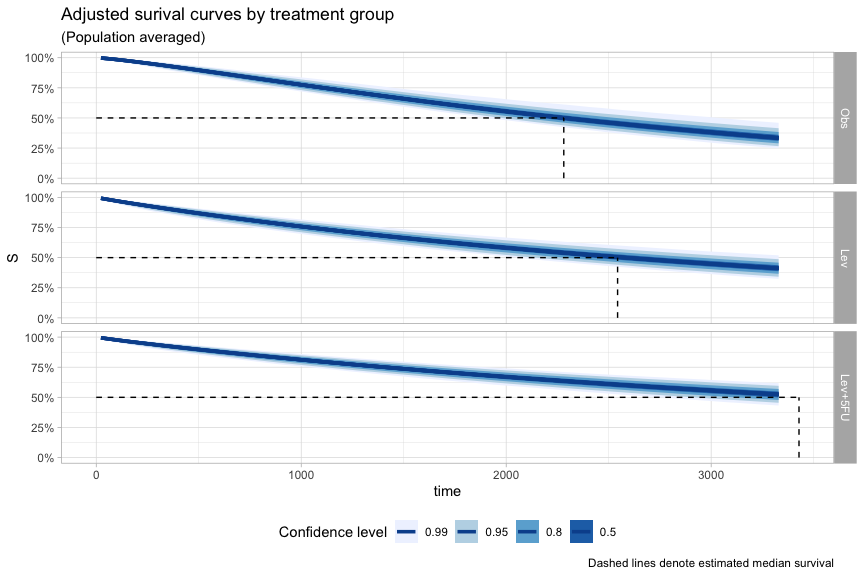 Adjusted surival curves by treatment group
(Population averaged)
100%
75%
50%
25%
0%
Obs
100%
75%
50%
25%
0%
Lev
100%
75%
50%
25%
0%
Lev+5FU
S
0 1000 2000 3000
time
Confidence level 0.99 0.95 0.8 0.5
Dashed lines denote estimated median survival